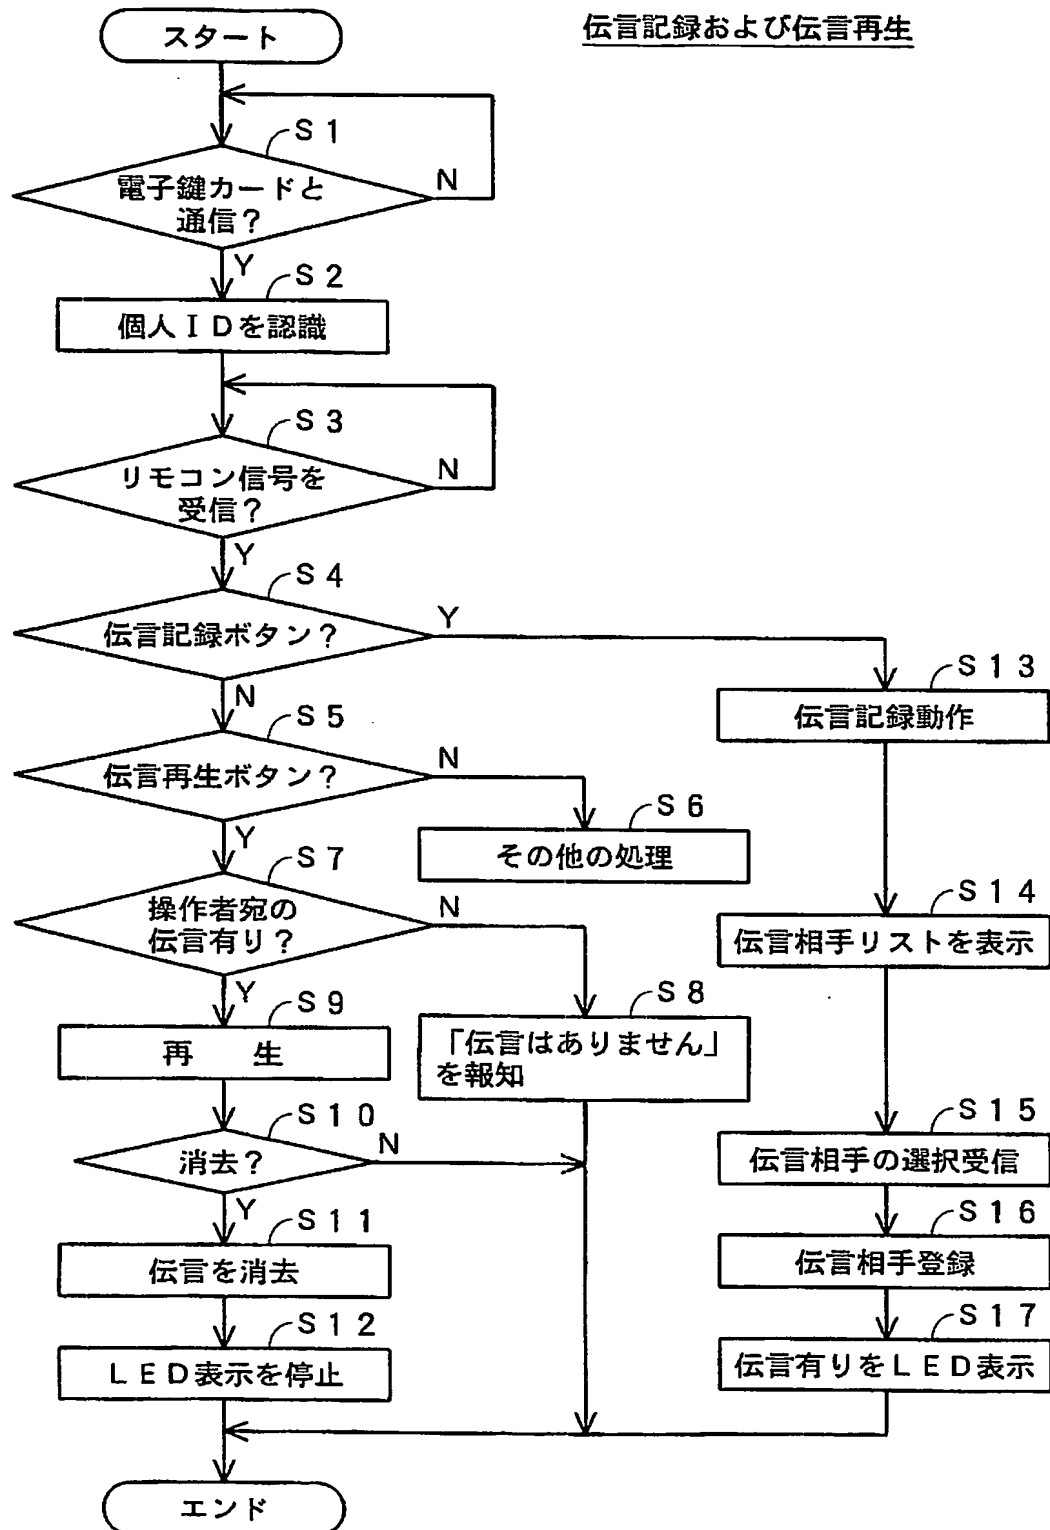 伝言記録および伝言再生
スタート
S1
電子鍵カードと
通信?
N
Y
S2
個人IDを認識
S3
リモコン信号を
受信?
N
Y
S4
伝言記録ボタン?
Y
N
S13
伝言記録動作
S5
伝言再生ボタン?
N
Y
S6
その他の処理
S7
操作者宛の
伝言有り?
N
Y
S14
伝言相手リストを表示
S8
「伝言はありません」
を報知
S9
再 生
S10
消去?
N
Y
S15
伝言相手の選択受信
S11
伝言を消去
S16
伝言相手登録
S12
LED表示を停止
S17
伝言有りをLED表示
エンド